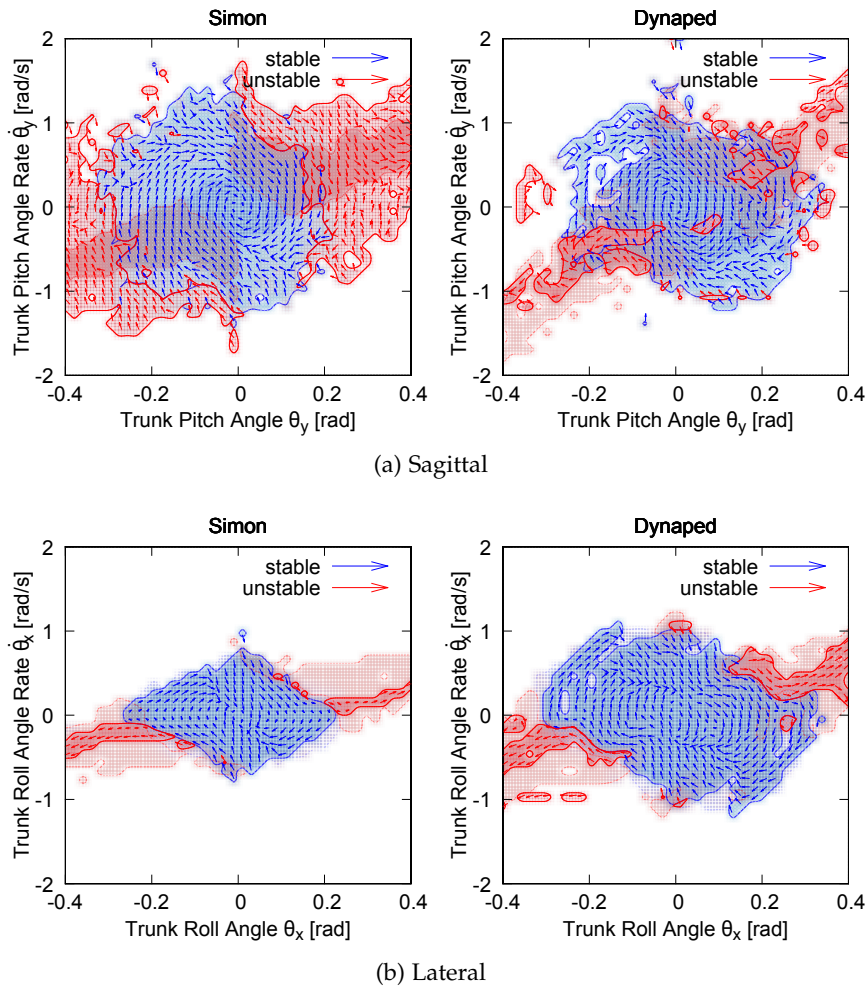 Simon
Dynaped
2
1
0
-1
-2
-0.4
-0.2
0
0.2
0.4
Trunk Pitch Angle Rate θ̇y [rad/s]
Trunk Pitch Angle θy [rad]
stable
unstable
2
1
0
-1
-2
-0.4
-0.2
0
0.2
0.4
Trunk Pitch Angle Rate θ̇y [rad/s]
Trunk Pitch Angle θy [rad]
stable
unstable
(a) Sagittal
Simon
Dynaped
2
1
0
-1
-2
-0.4
-0.2
0
0.2
0.4
Trunk Roll Angle Rate θ̇x [rad/s]
Trunk Roll Angle θx [rad]
stable
unstable
2
1
0
-1
-2
-0.4
-0.2
0
0.2
0.4
Trunk Roll Angle Rate θ̇x [rad/s]
Trunk Roll Angle θx [rad]
stable
unstable
(b) Lateral